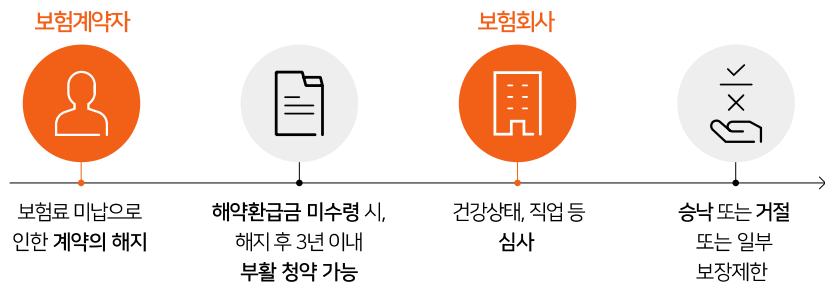 보험계약자
보험료 미납으로
인한 계약의 해지
해약환급금 미수령 시,
해지 후 3년 이내
부활 청약 가능
보험회사
건강상태, 직업 등
심사
승낙 또는 거절
또는 일부
보장제한